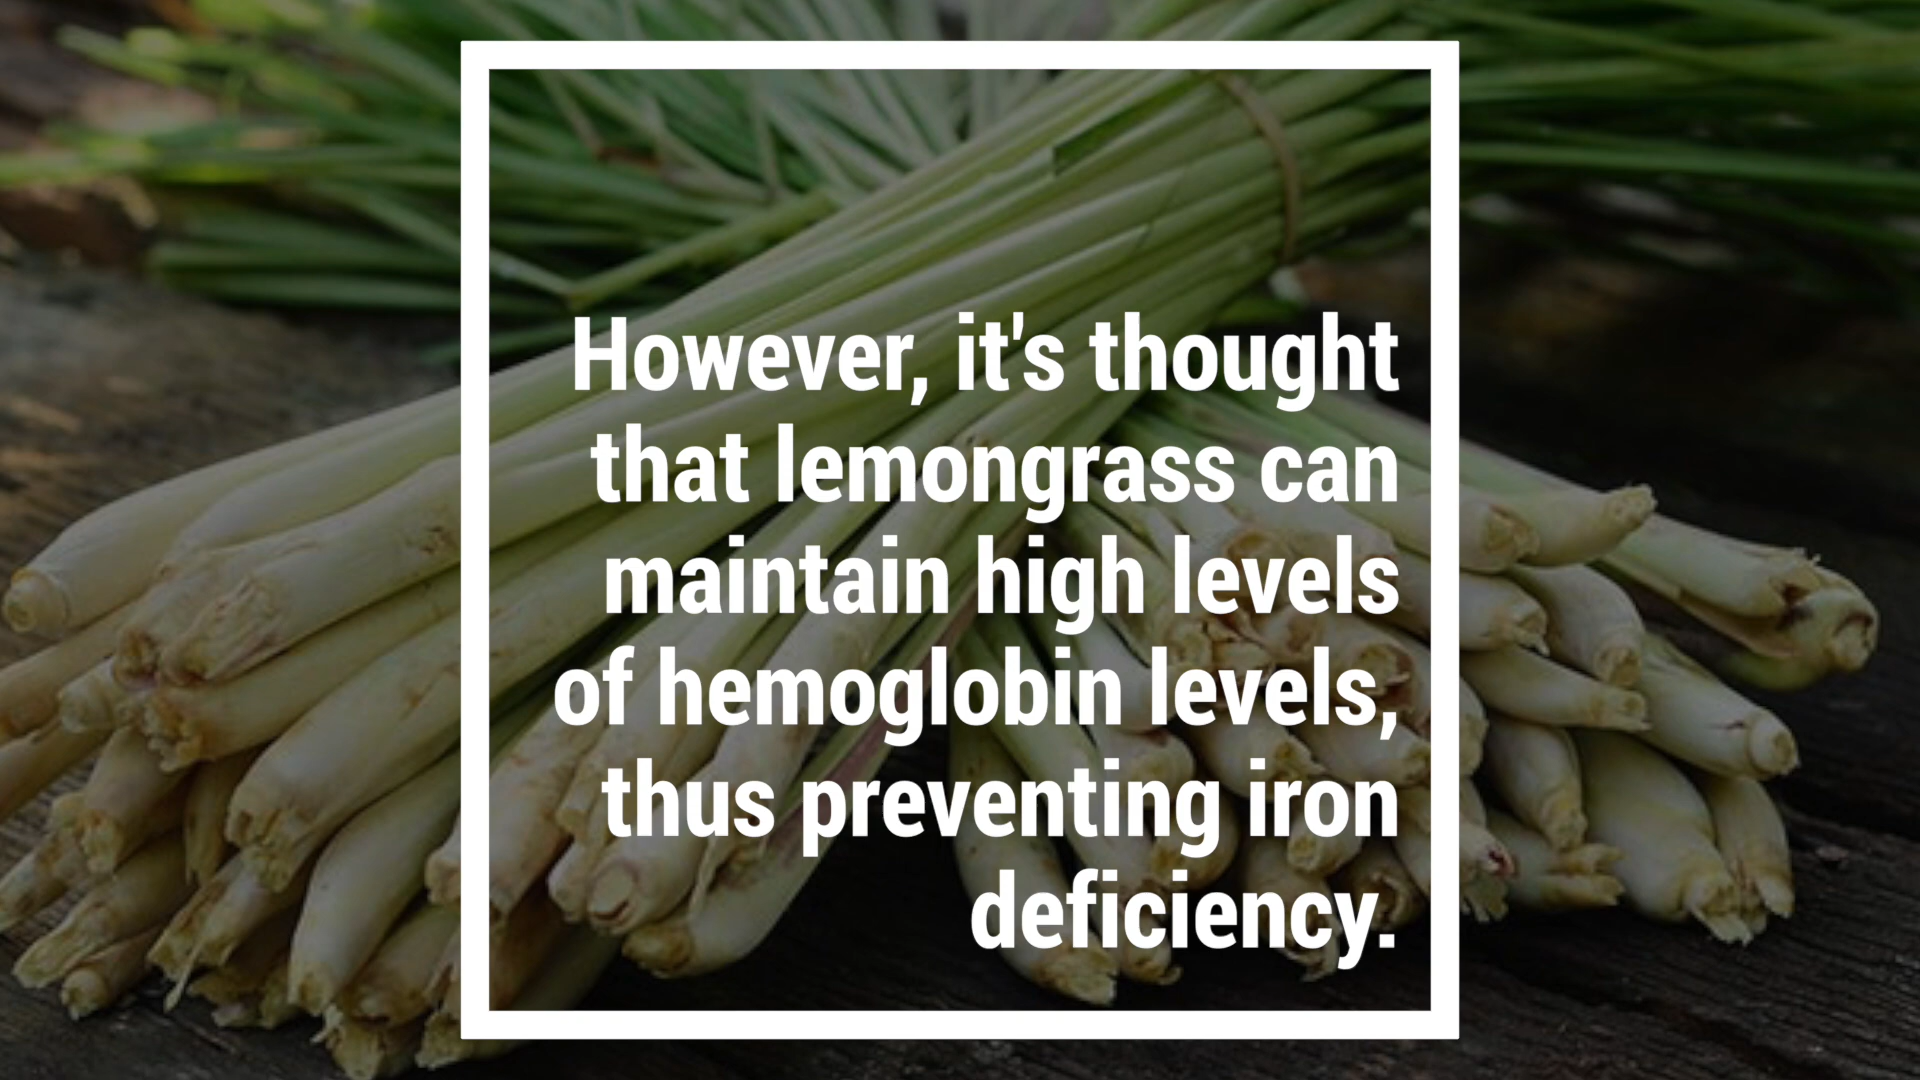 However, it's thought
that lemongrass can
maintain high levels
of hemoglobin levels,
thus preventing iron
deficiency.